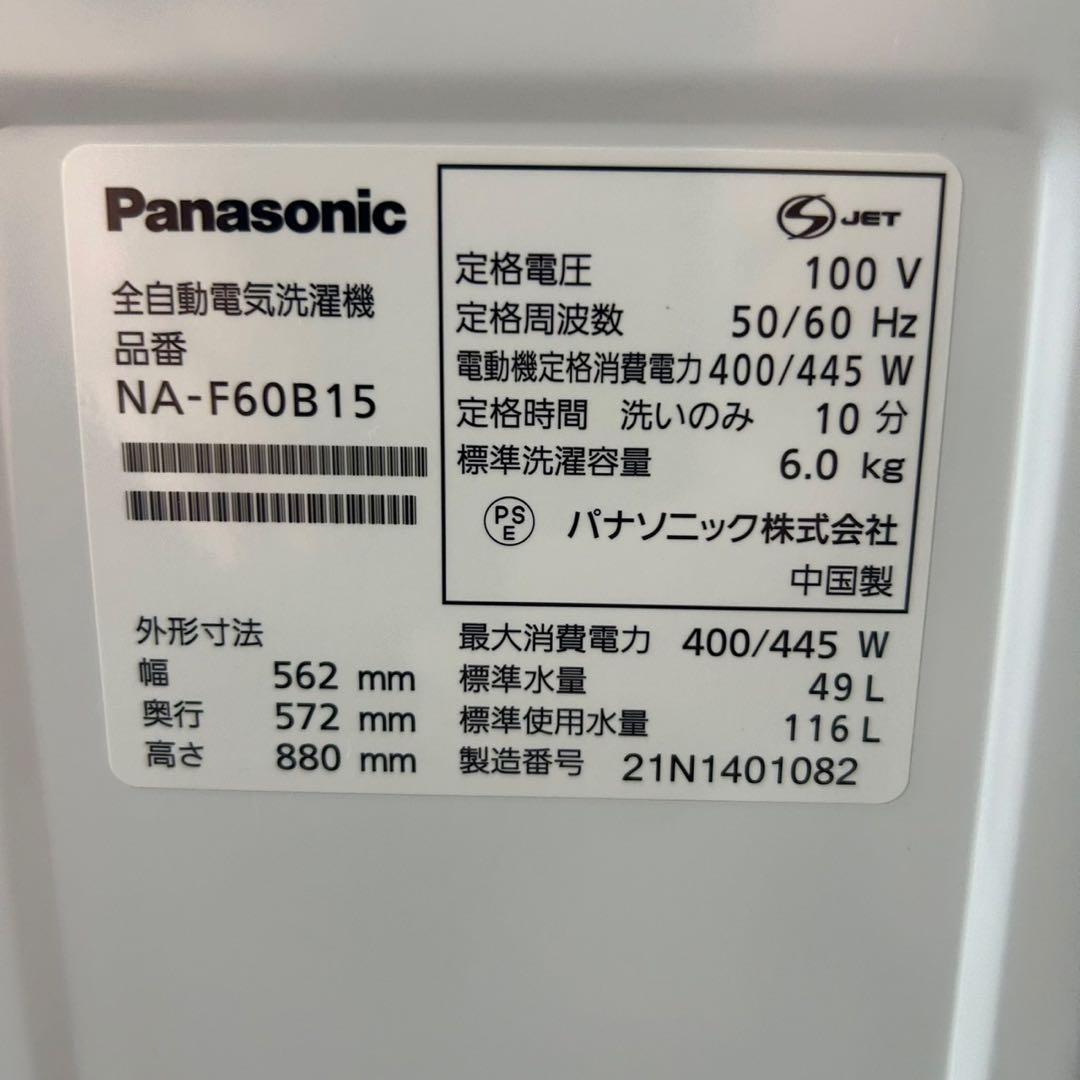 Panasonic
全自動電気洗濯機
品番
NA-F60B15
S JET
定格電圧 100 V
定格周波数 50/60 Hz
電動機定格消費電力 400/445 W
定格時間 洗いのみ 10 分
標準洗濯容量 6.0 kg
PS
E
パナソニック株式会社
中国製
外形寸法
幅 562 mm
奥行 572 mm
高さ 880 mm
最大消費電力 400/445 W
標準水量 49 L
標準使用水量 116 L
製造番号 21N1401082